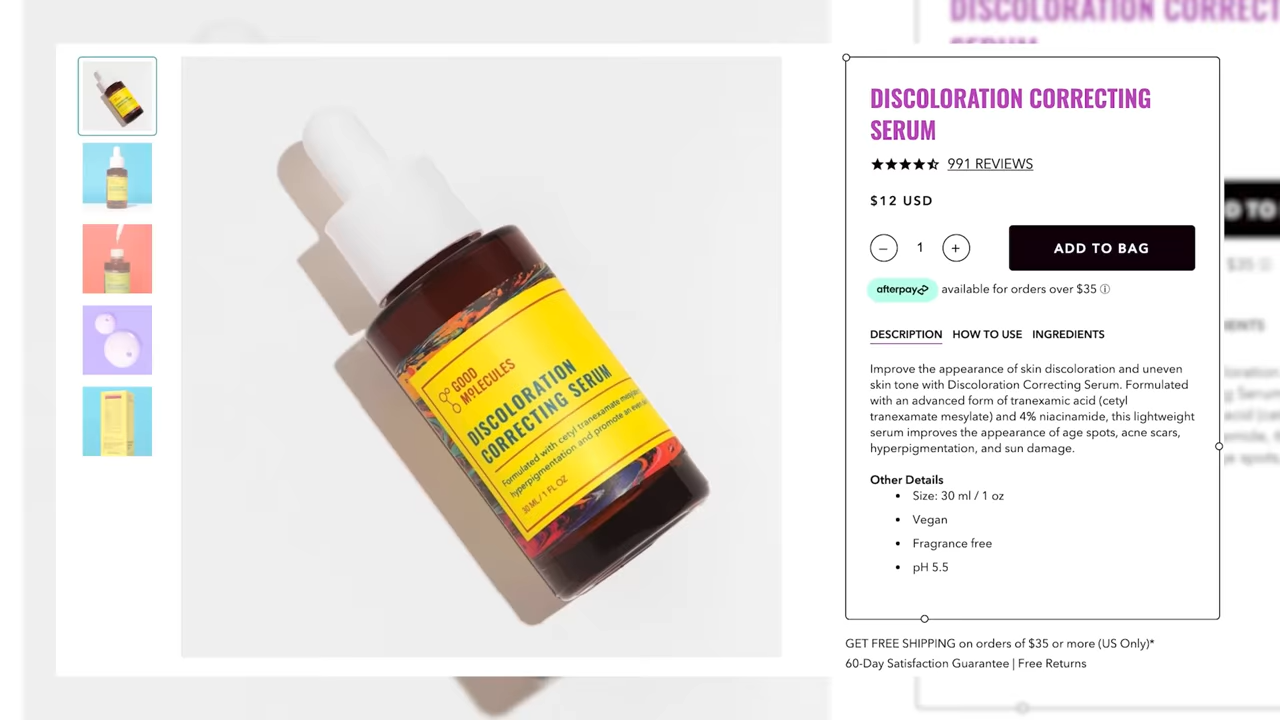 GOOD
MOLECULES
DISCOLORATION
CORRECTING SERUM
Formulated with cetyl tranexamate
hyperpigmentation and promote an even
30 ML / 1 FL OZ
DISCOLORATION CORRECTING
SERUM
991 REVIEWS
$12 USD
– 1 + ADD TO BAG
afterpay available for orders over $35 ⓘ
DESCRIPTION HOW TO USE INGREDIENTS
Improve the appearance of skin discoloration and uneven
skin tone with Discoloration Correcting Serum. Formulated
with an advanced form of tranexamic acid (cetyl
tranexamate mesylate) and 4% niacinamide, this lightweight
serum improves the appearance of age spots, acne scars,
hyperpigmentation, and sun damage.
Other Details
• Size: 30 ml / 1 oz
• Vegan
• Fragrance free
• pH 5.5
GET FREE SHIPPING on orders of $35 or more (US Only)*
60-Day Satisfaction Guarantee | Free Returns